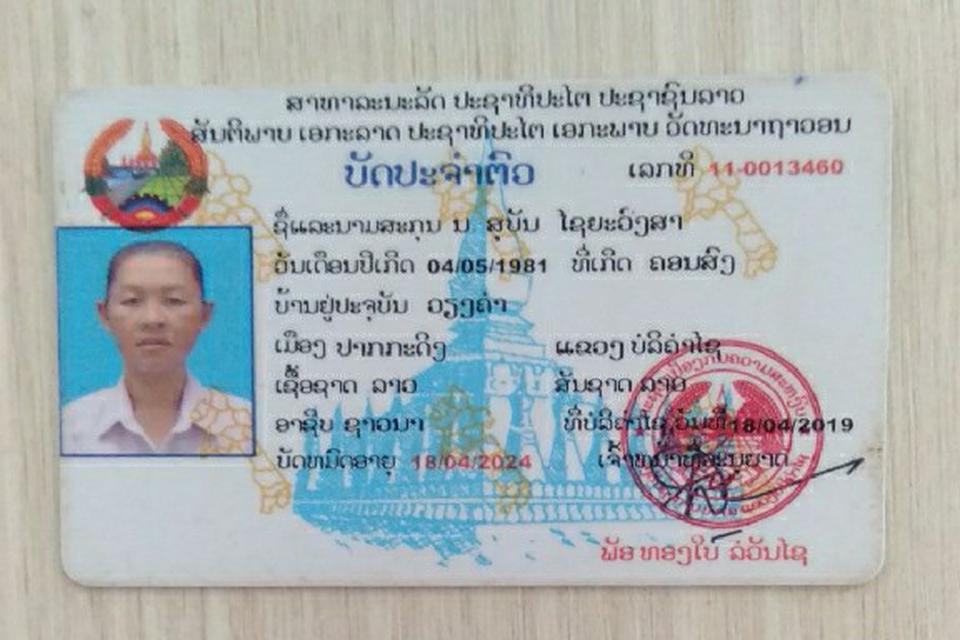 ສາທາລະນະລັດ ປະຊາທິປະໄຕ ປະຊາຊົນລາວ
ສັນຕິພາບ ເອກະລາດ ປະຊາທິປະໄຕ ເອກະພາບ ວັດທະນາຖາວອນ
ບັດປະຈຳຕົວ ເລກທີ 11-0013460
ຊື່ແລະນາມສະກຸນ ນ ສຸບັນ ໄຊຍະວົງສາ
ວັນເດືອນປີເກີດ 04/05/1981 ທີ່ເກີດ ຄອນສົງ
ບ້ານຢູ່ປະຈຸບັນ ວຽງຄຳ
ເມືອງ ປາກກະດິງ ແຂວງ ບໍລິຄຳໄຊ
ເຊື້ອຊາດ ລາວ ສັນຊາດ ລາວ
ອາຊີບ ຊາວນາ ທີ່ບໍລິຄຳໄຊ,ວັນທີ 18/04/2019
ບັດຫມົດອາຍຸ 18/04/2024 ເຈົ້າຫນ້າທີ່ອະນຸຍາດ
ພັອ ທອງໃບ ລໍວັນໄຊ